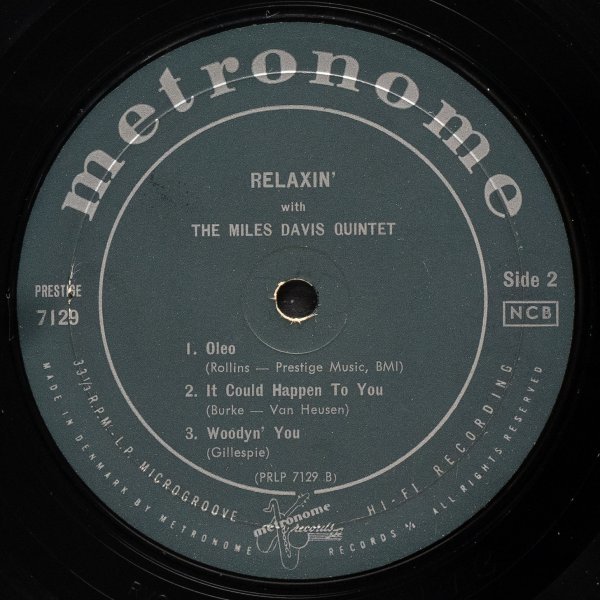 metronome
RELAXIN'
with
THE MILES DAVIS QUINTET
PRESTIGE
7129
Side 2
NCB
1. Oleo
(Rollins — Prestige Music, BMI)
2. It Could Happen To You
(Burke — Van Heusen)
3. Woodyn' You
(Gillespie)
(PRLP 7129 B)
33 1/3 R.P.M. - L.P. MICROGROOVE
HI-FI RECORDING
metronome
records
MADE IN DENMARK BY METRONOME RECORDS A/S ALL RIGHTS RESERVED